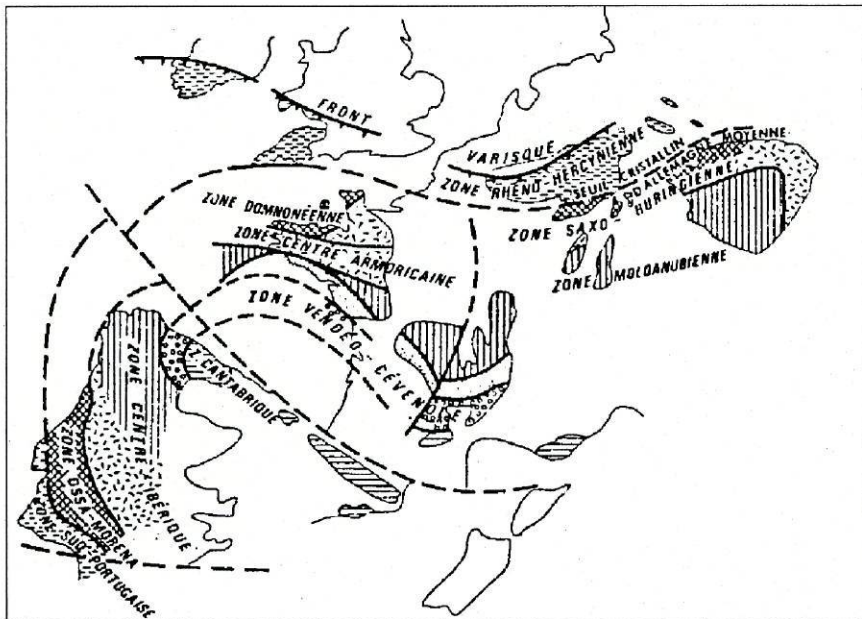 FRONT
VARISQUE
ZONE RHÉNO-HERCYNIENNE
SEUIL CRISTALLIN
D'ALLEMAGNE MOYENNE
ZONE SAXO-THURINGIENNE
ZONE MOLDANUBIENNE
ZONE DOMNONÉENNE
ZONE CENTRE ARMORICAINE
ZONE VENDÉO-CÉVENOLE
Z. CANTABRIQUE
ZONE CENTRE IBÉRIQUE
ZONE OSSA-MORENA
ZONE SUD-PORTUGAISE